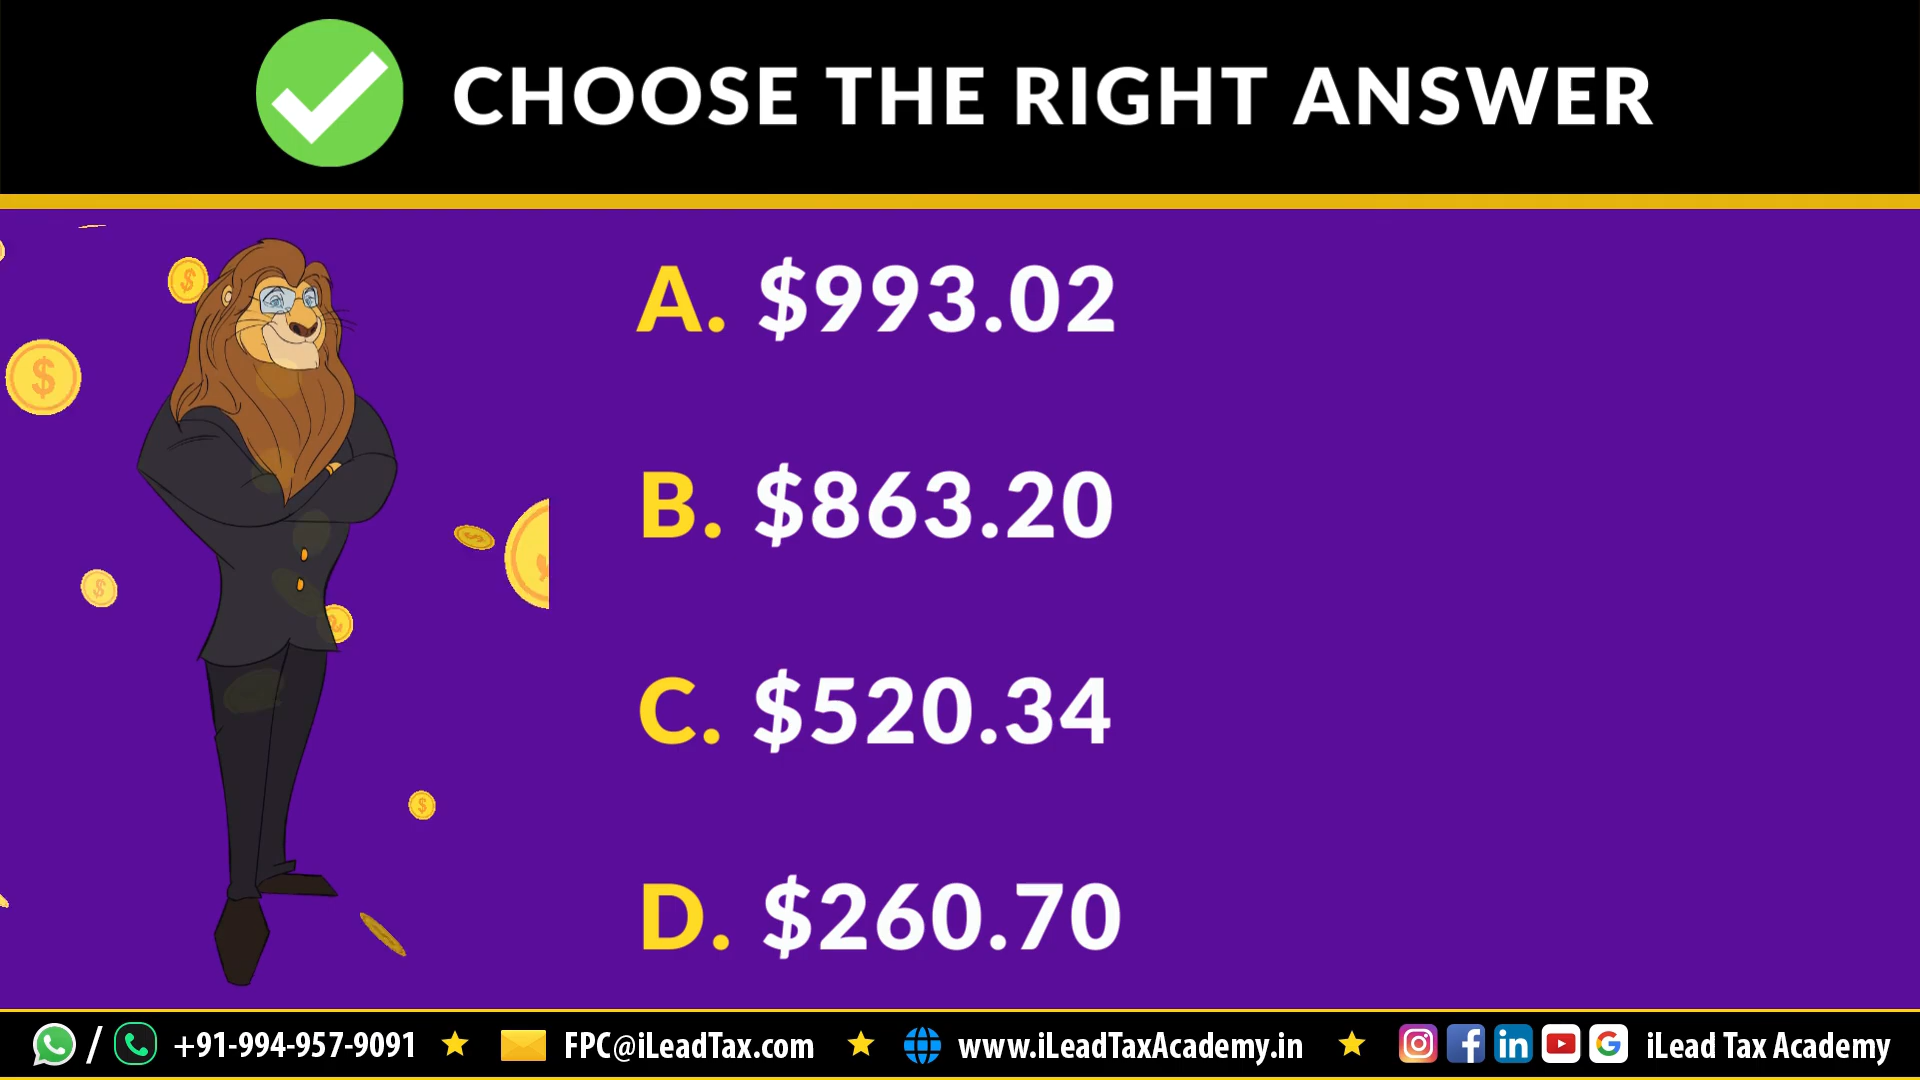 CHOOSE THE RIGHT ANSWER
A. $993.02
B. $863.20
C. $520.34
D. $260.70
/ +91-994-957-9091 FPC@iLeadTax.com www.iLeadTaxAcademy.in iLead Tax Academy